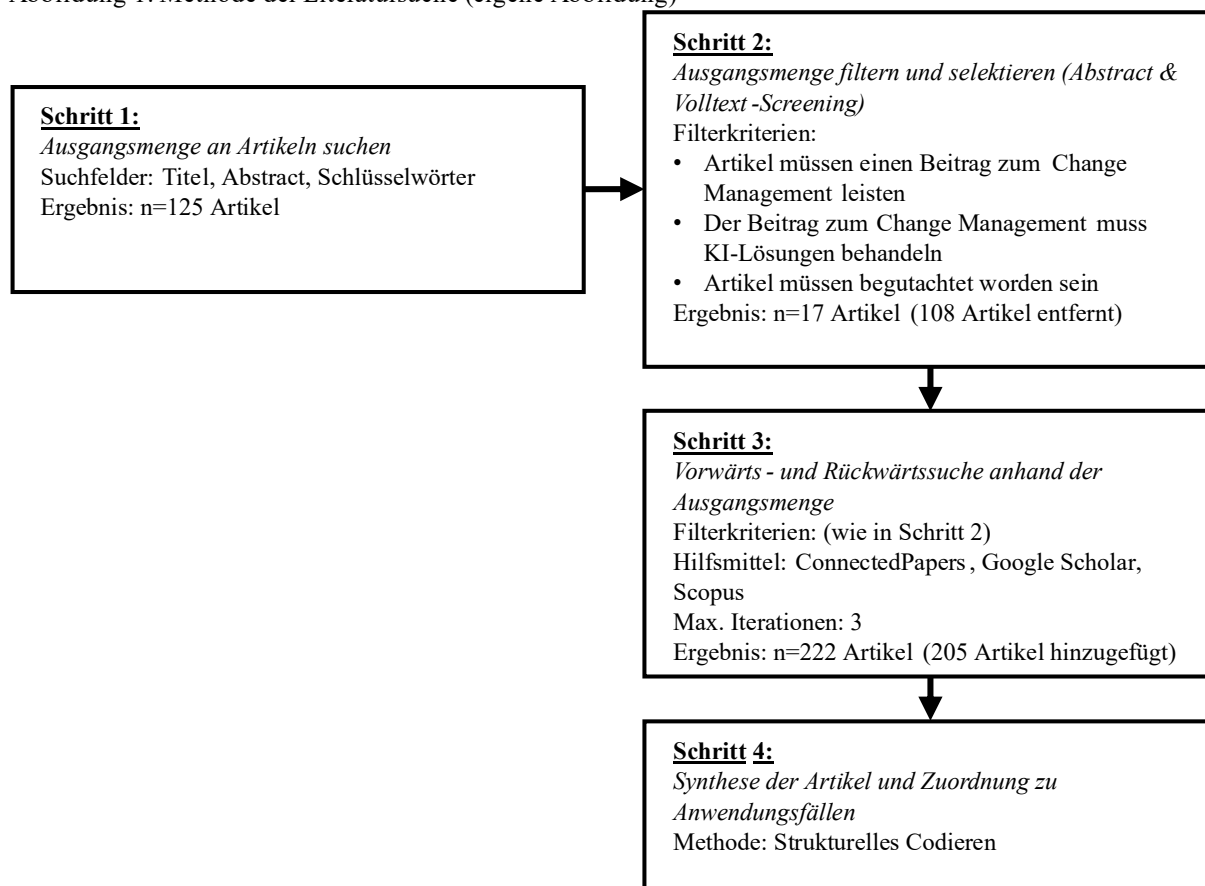 Abbildung 1: Methode der Literatursuche (eigene Abbildung)
Schritt 1:
Ausgangsmenge an Artikeln suchen
Suchfelder: Titel, Abstract, Schlüsselwörter
Ergebnis: n=125 Artikel
Schritt 2:
Ausgangsmenge filtern und selektieren (Abstract &
Volltext -Screening)
Filterkriterien:
• Artikel müssen einen Beitrag zum Change
Management leisten
• Der Beitrag zum Change Management muss
KI-Lösungen behandeln
• Artikel müssen begutachtet worden sein
Ergebnis: n=17 Artikel (108 Artikel entfernt)
Schritt 3:
Vorwärts - und Rückwärtssuche anhand der
Ausgangsmenge
Filterkriterien: (wie in Schritt 2)
Hilfsmittel: ConnectedPapers , Google Scholar,
Scopus
Max. Iterationen: 3
Ergebnis: n=222 Artikel (205 Artikel hinzugefügt)
Schritt 4:
Synthese der Artikel und Zuordnung zu
Anwendungsfällen
Methode: Strukturelles Codieren